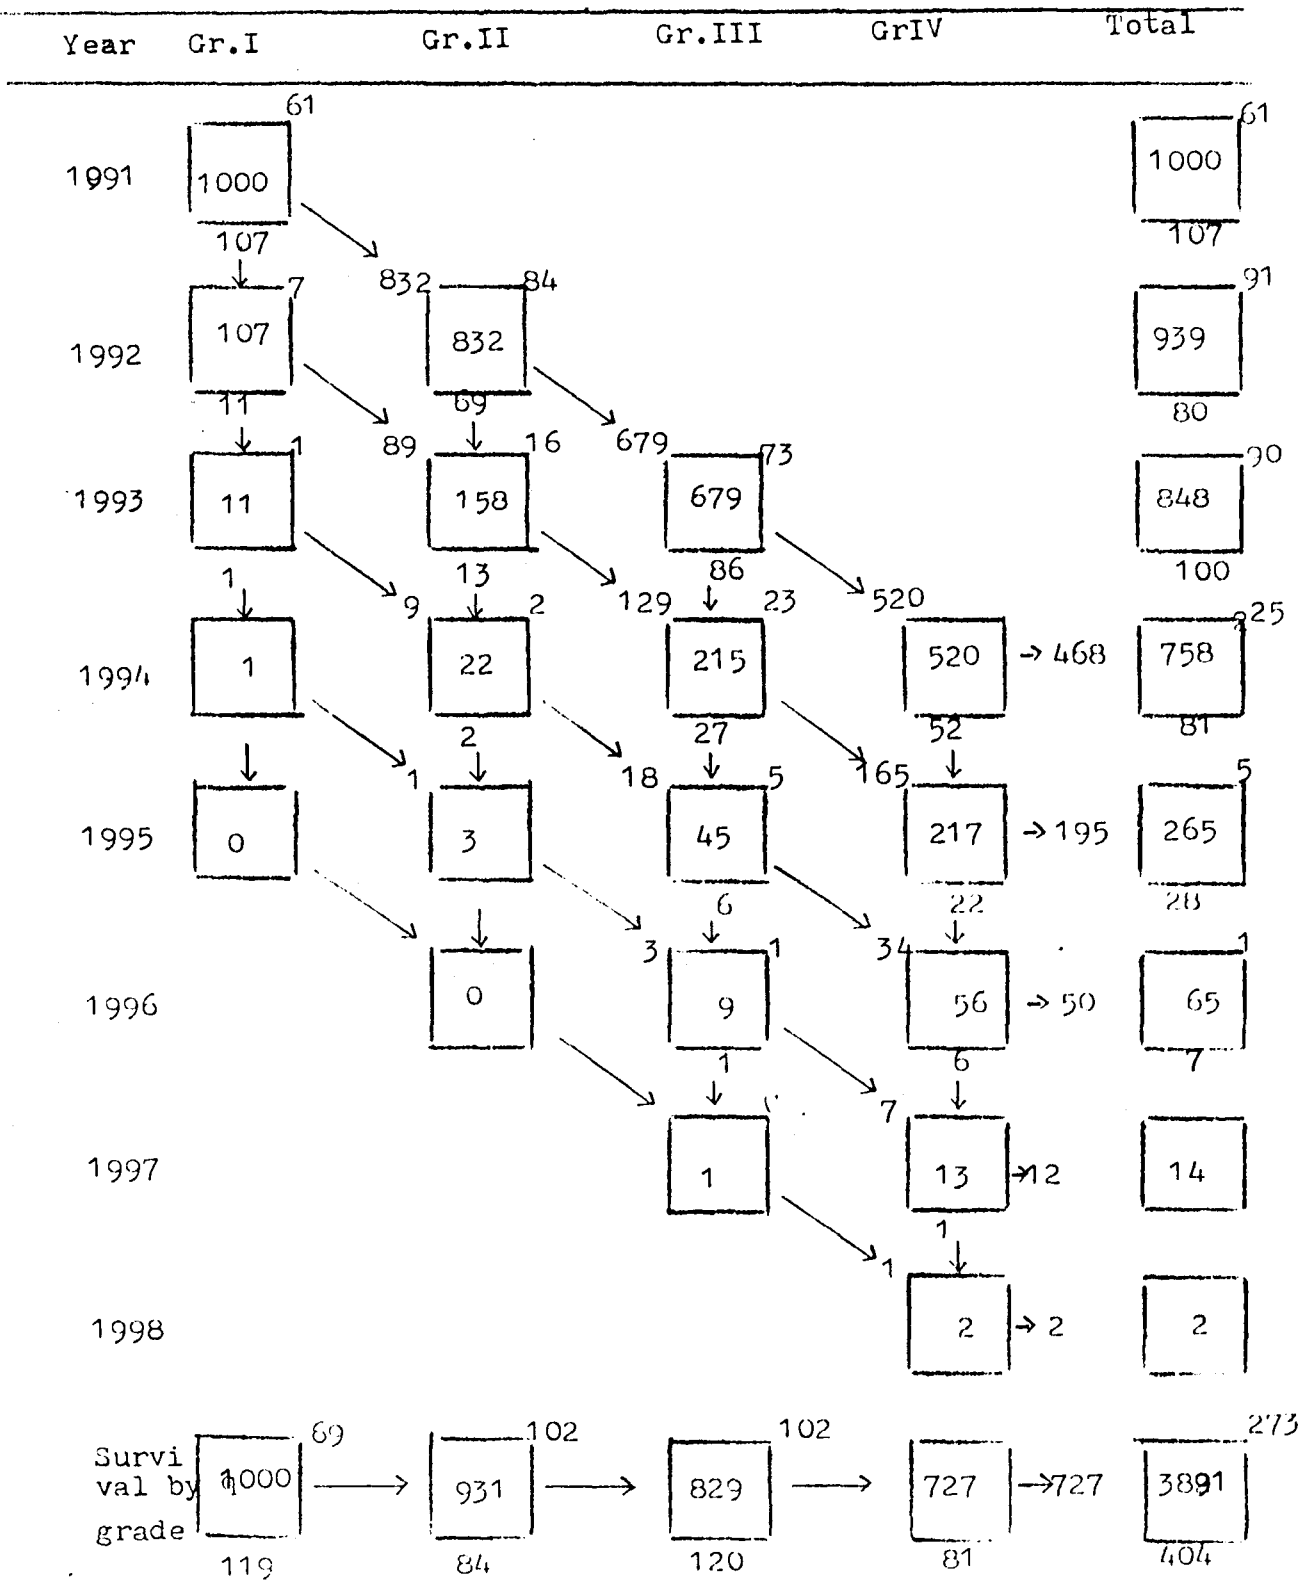 Year Gr.I Gr.II Gr.III GrIV Total
61 61
1991 1000 1000
107 107
7 832 84 91
1992 107 832 939
11 69 80
1 89 16 679 73 90
1993 11 158 679 848
1 13 86 100
9 2 129 23 520 25
1994 1 22 215 520 → 468 758
2 27 52 81
1 18 5 165 5
1995 0 3 45 217 → 195 265
6 22 28
3 1 34 1
1996 0 9 56 → 50 65
1 6 7
7
1997 1 13 → 12 14
1
1
1998 2 → 2 2
69 102 102 273
Survi
val by 1000 931 829 727 → 727
grade
119 84 120 81 404